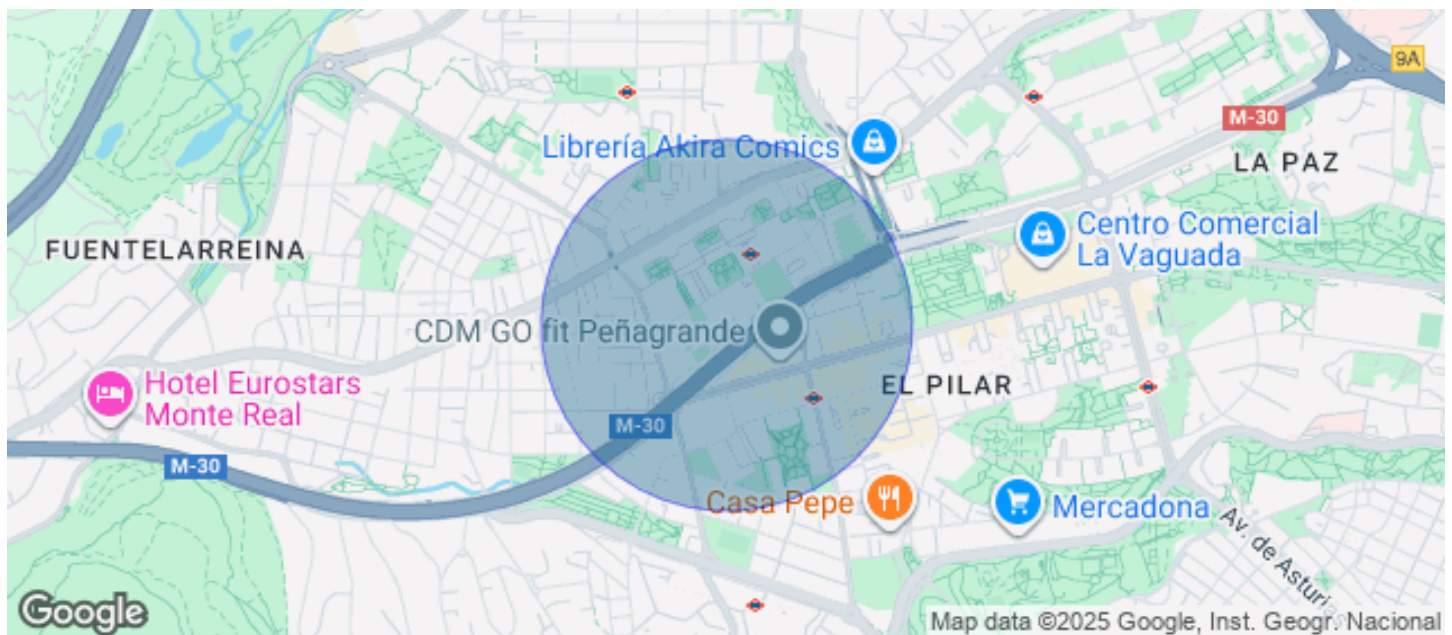 9A
M-30
Librería Akira Comics
LA PAZ
FUENTELARREINA
Centro Comercial
La Vaguada
CDM GO fit Peñagrande
Hotel Eurostars
Monte Real
EL PILAR
M-30
M-30
Casa Pepe
Mercadona
Av. de Asturias
Google
Map data ©2025 Google, Inst. Geogr. Nacional